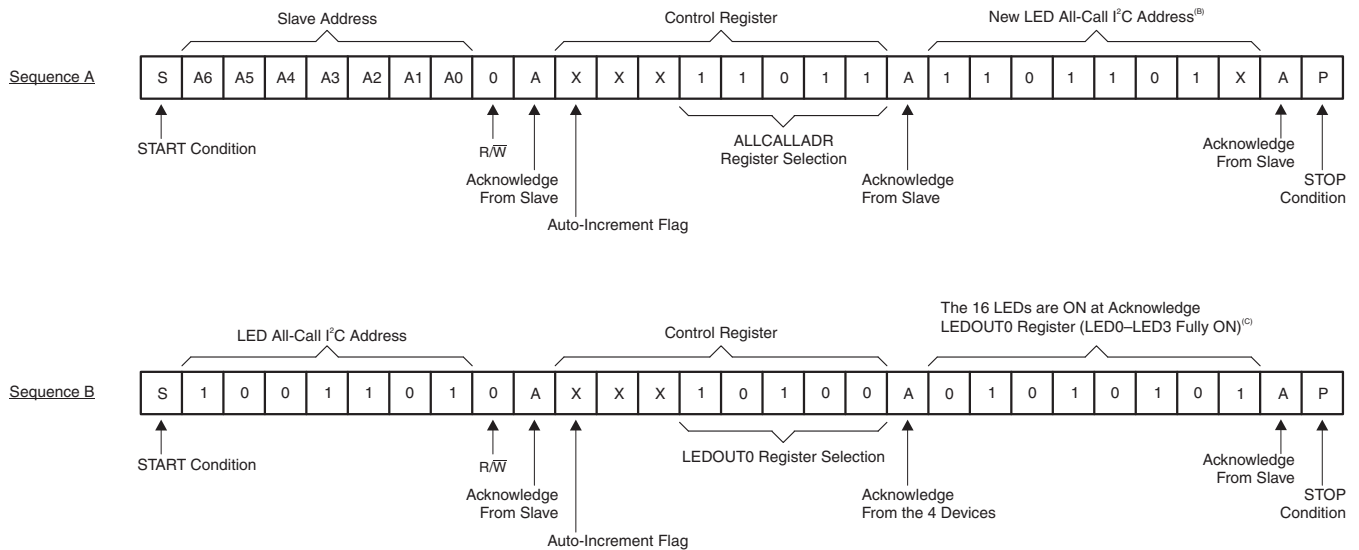 Slave Address
Control Register
New LED All-Call I²C Address(B)
Sequence A
S A6 A5 A4 A3 A2 A1 A0 0 A X X X 1 1 0 1 1 A 1 1 0 1 1 0 1 X A P
START Condition
R/W̅
Acknowledge
From Slave
Auto-Increment Flag
ALLCALLADR
Register Selection
Acknowledge
From Slave
Acknowledge
From Slave
STOP
Condition
LED All-Call I²C Address
Control Register
The 16 LEDs are ON at Acknowledge
LEDOUT0 Register (LED0–LED3 Fully ON)(C)
Sequence B
S 1 0 0 1 1 0 1 0 A X X X 1 0 1 0 0 A 0 1 0 1 0 1 0 1 A P
START Condition
R/W̅
Acknowledge
From Slave
Auto-Increment Flag
LEDOUT0 Register Selection
Acknowledge
From the 4 Devices
Acknowledge
From Slave
STOP
Condition